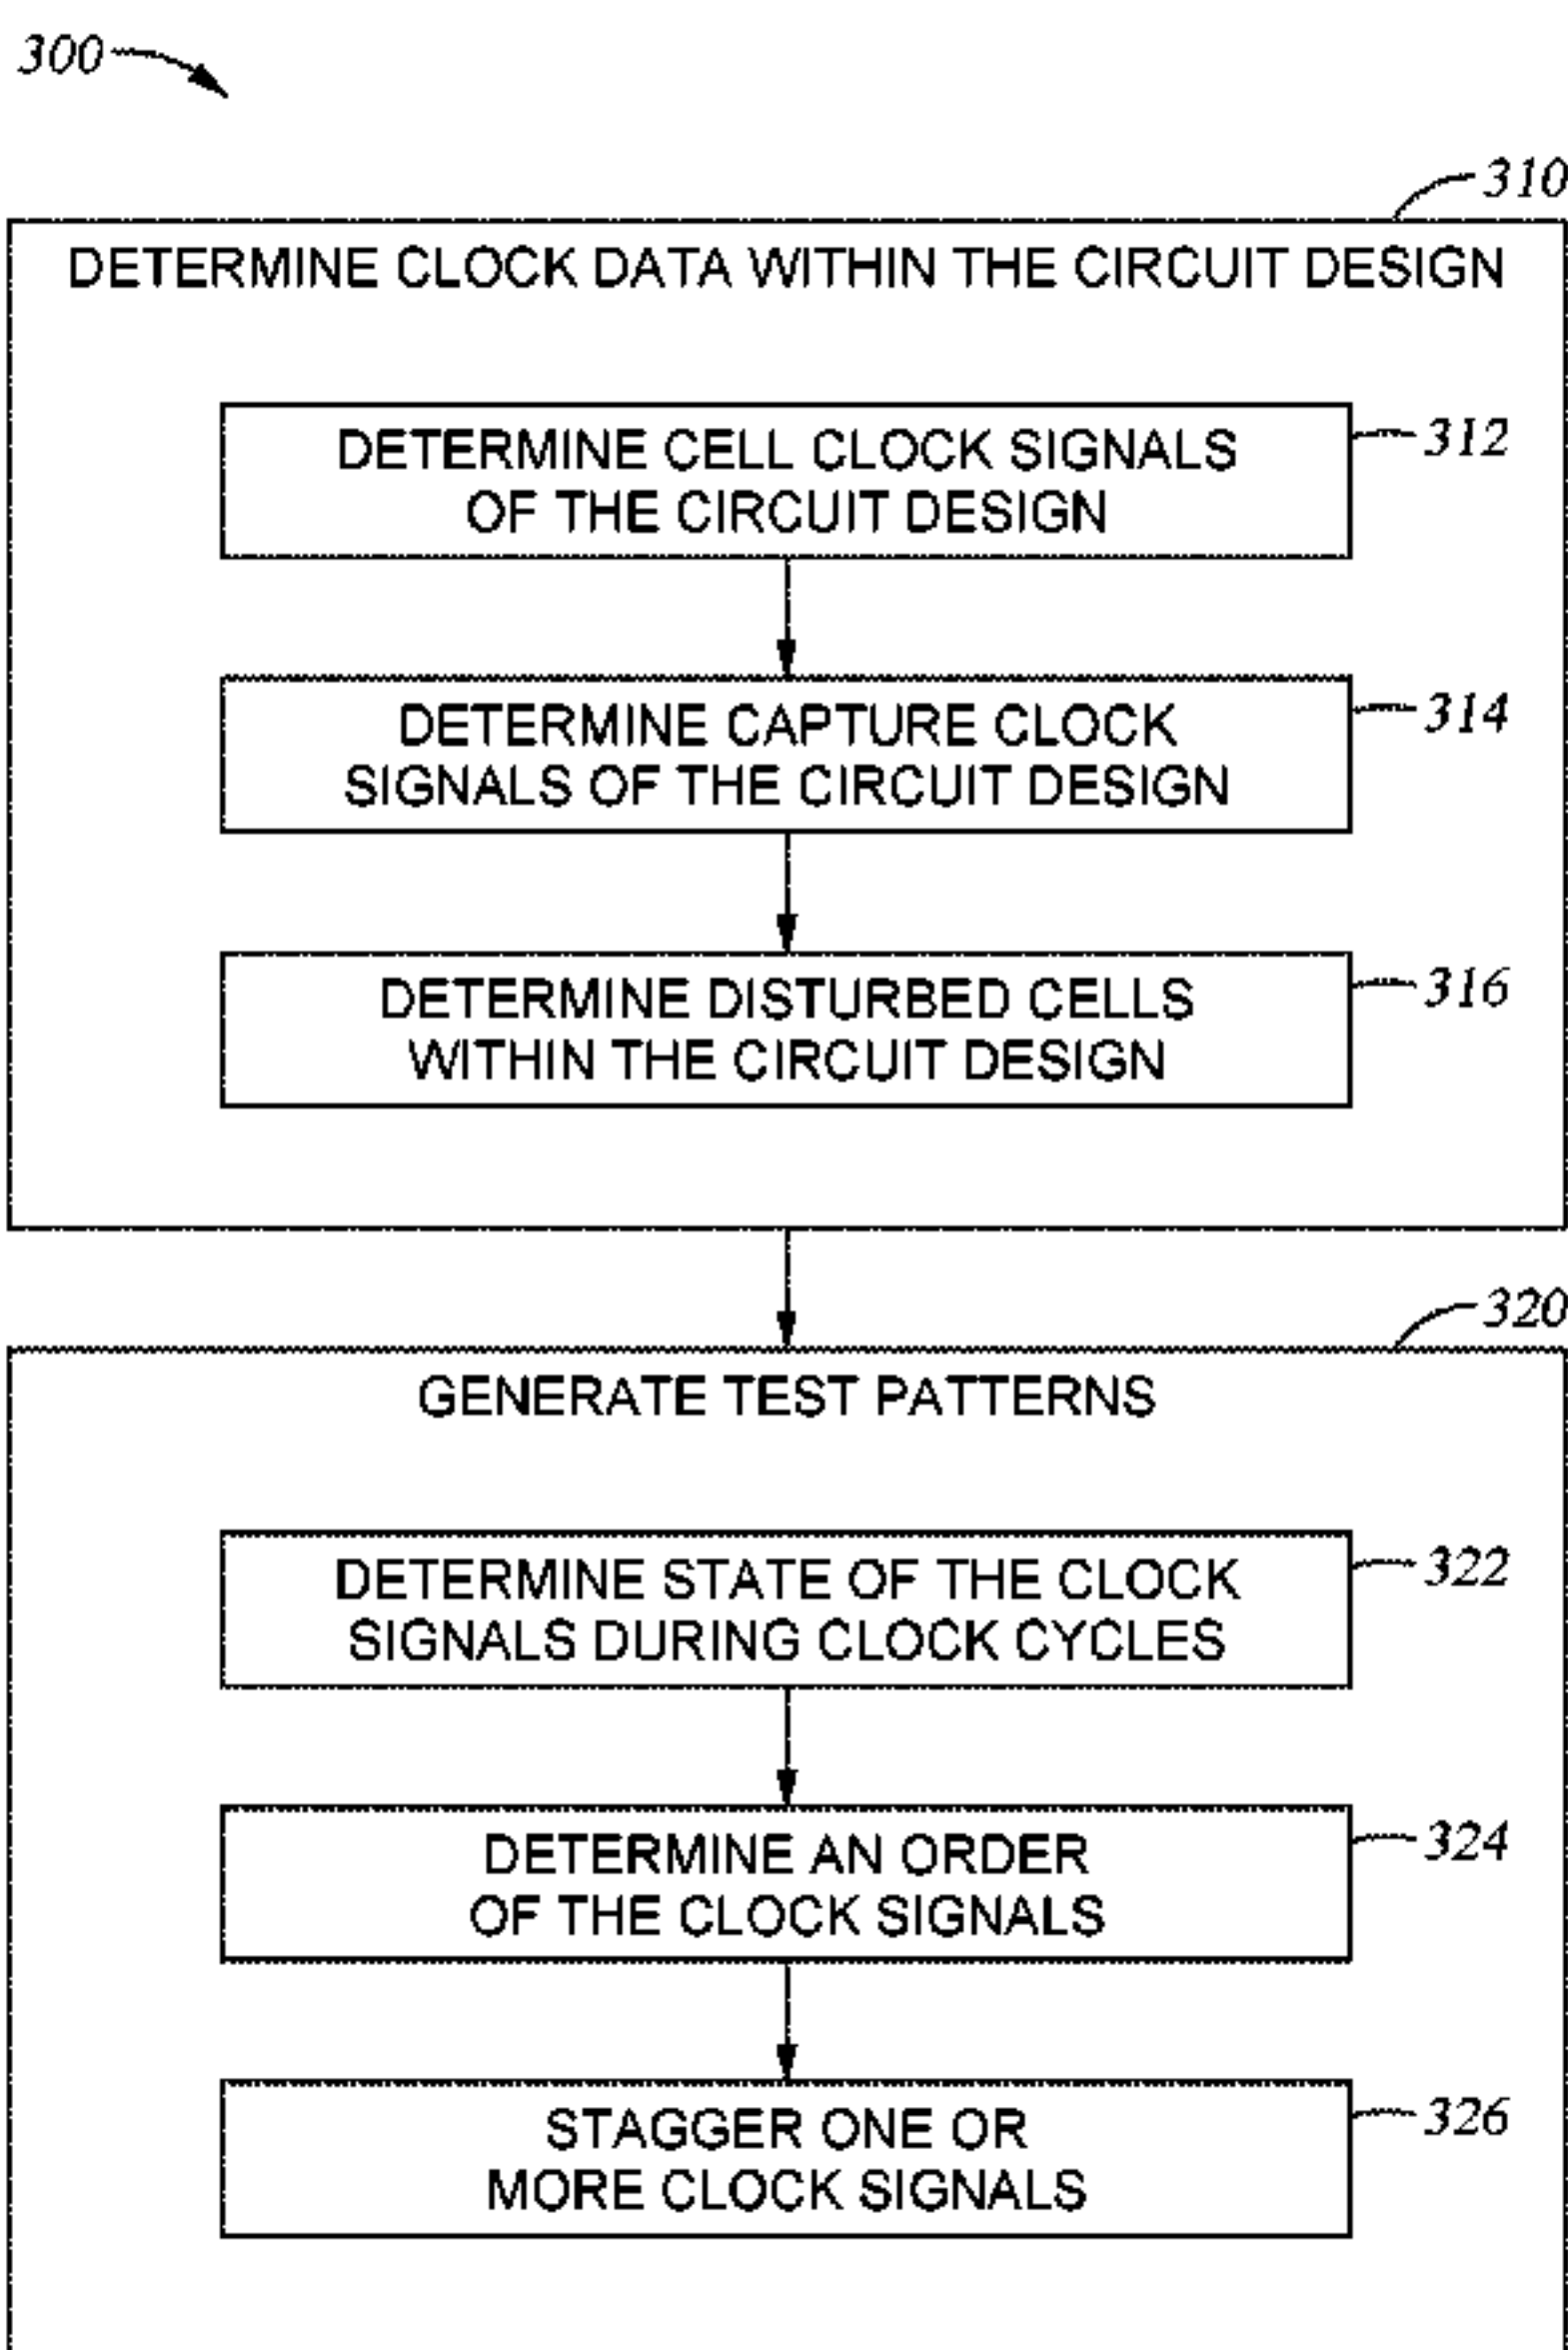 300
310
DETERMINE CLOCK DATA WITHIN THE CIRCUIT DESIGN
DETERMINE CELL CLOCK SIGNALS
OF THE CIRCUIT DESIGN
312
DETERMINE CAPTURE CLOCK
SIGNALS OF THE CIRCUIT DESIGN
314
DETERMINE DISTURBED CELLS
WITHIN THE CIRCUIT DESIGN
316
320
GENERATE TEST PATTERNS
DETERMINE STATE OF THE CLOCK
SIGNALS DURING CLOCK CYCLES
322
DETERMINE AN ORDER
OF THE CLOCK SIGNALS
324
STAGGER ONE OR
MORE CLOCK SIGNALS
326